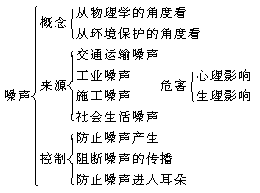 噪声
概念
从物理学的角度看
从环境保护的角度看
来源
交通运输噪声
工业噪声
施工噪声
社会生活噪声
危害
心理影响
生理影响
控制
防止噪声产生
阻断噪声的传播
防止噪声进入耳朵